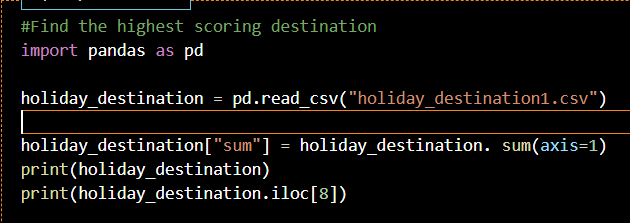 #Find the highest scoring destination
import pandas as pd
holiday_destination = pd.read_csv("holiday_destination1.csv")
holiday_destination["sum"] = holiday_destination. sum(axis=1)
print(holiday_destination)
print(holiday_destination.iloc[8])